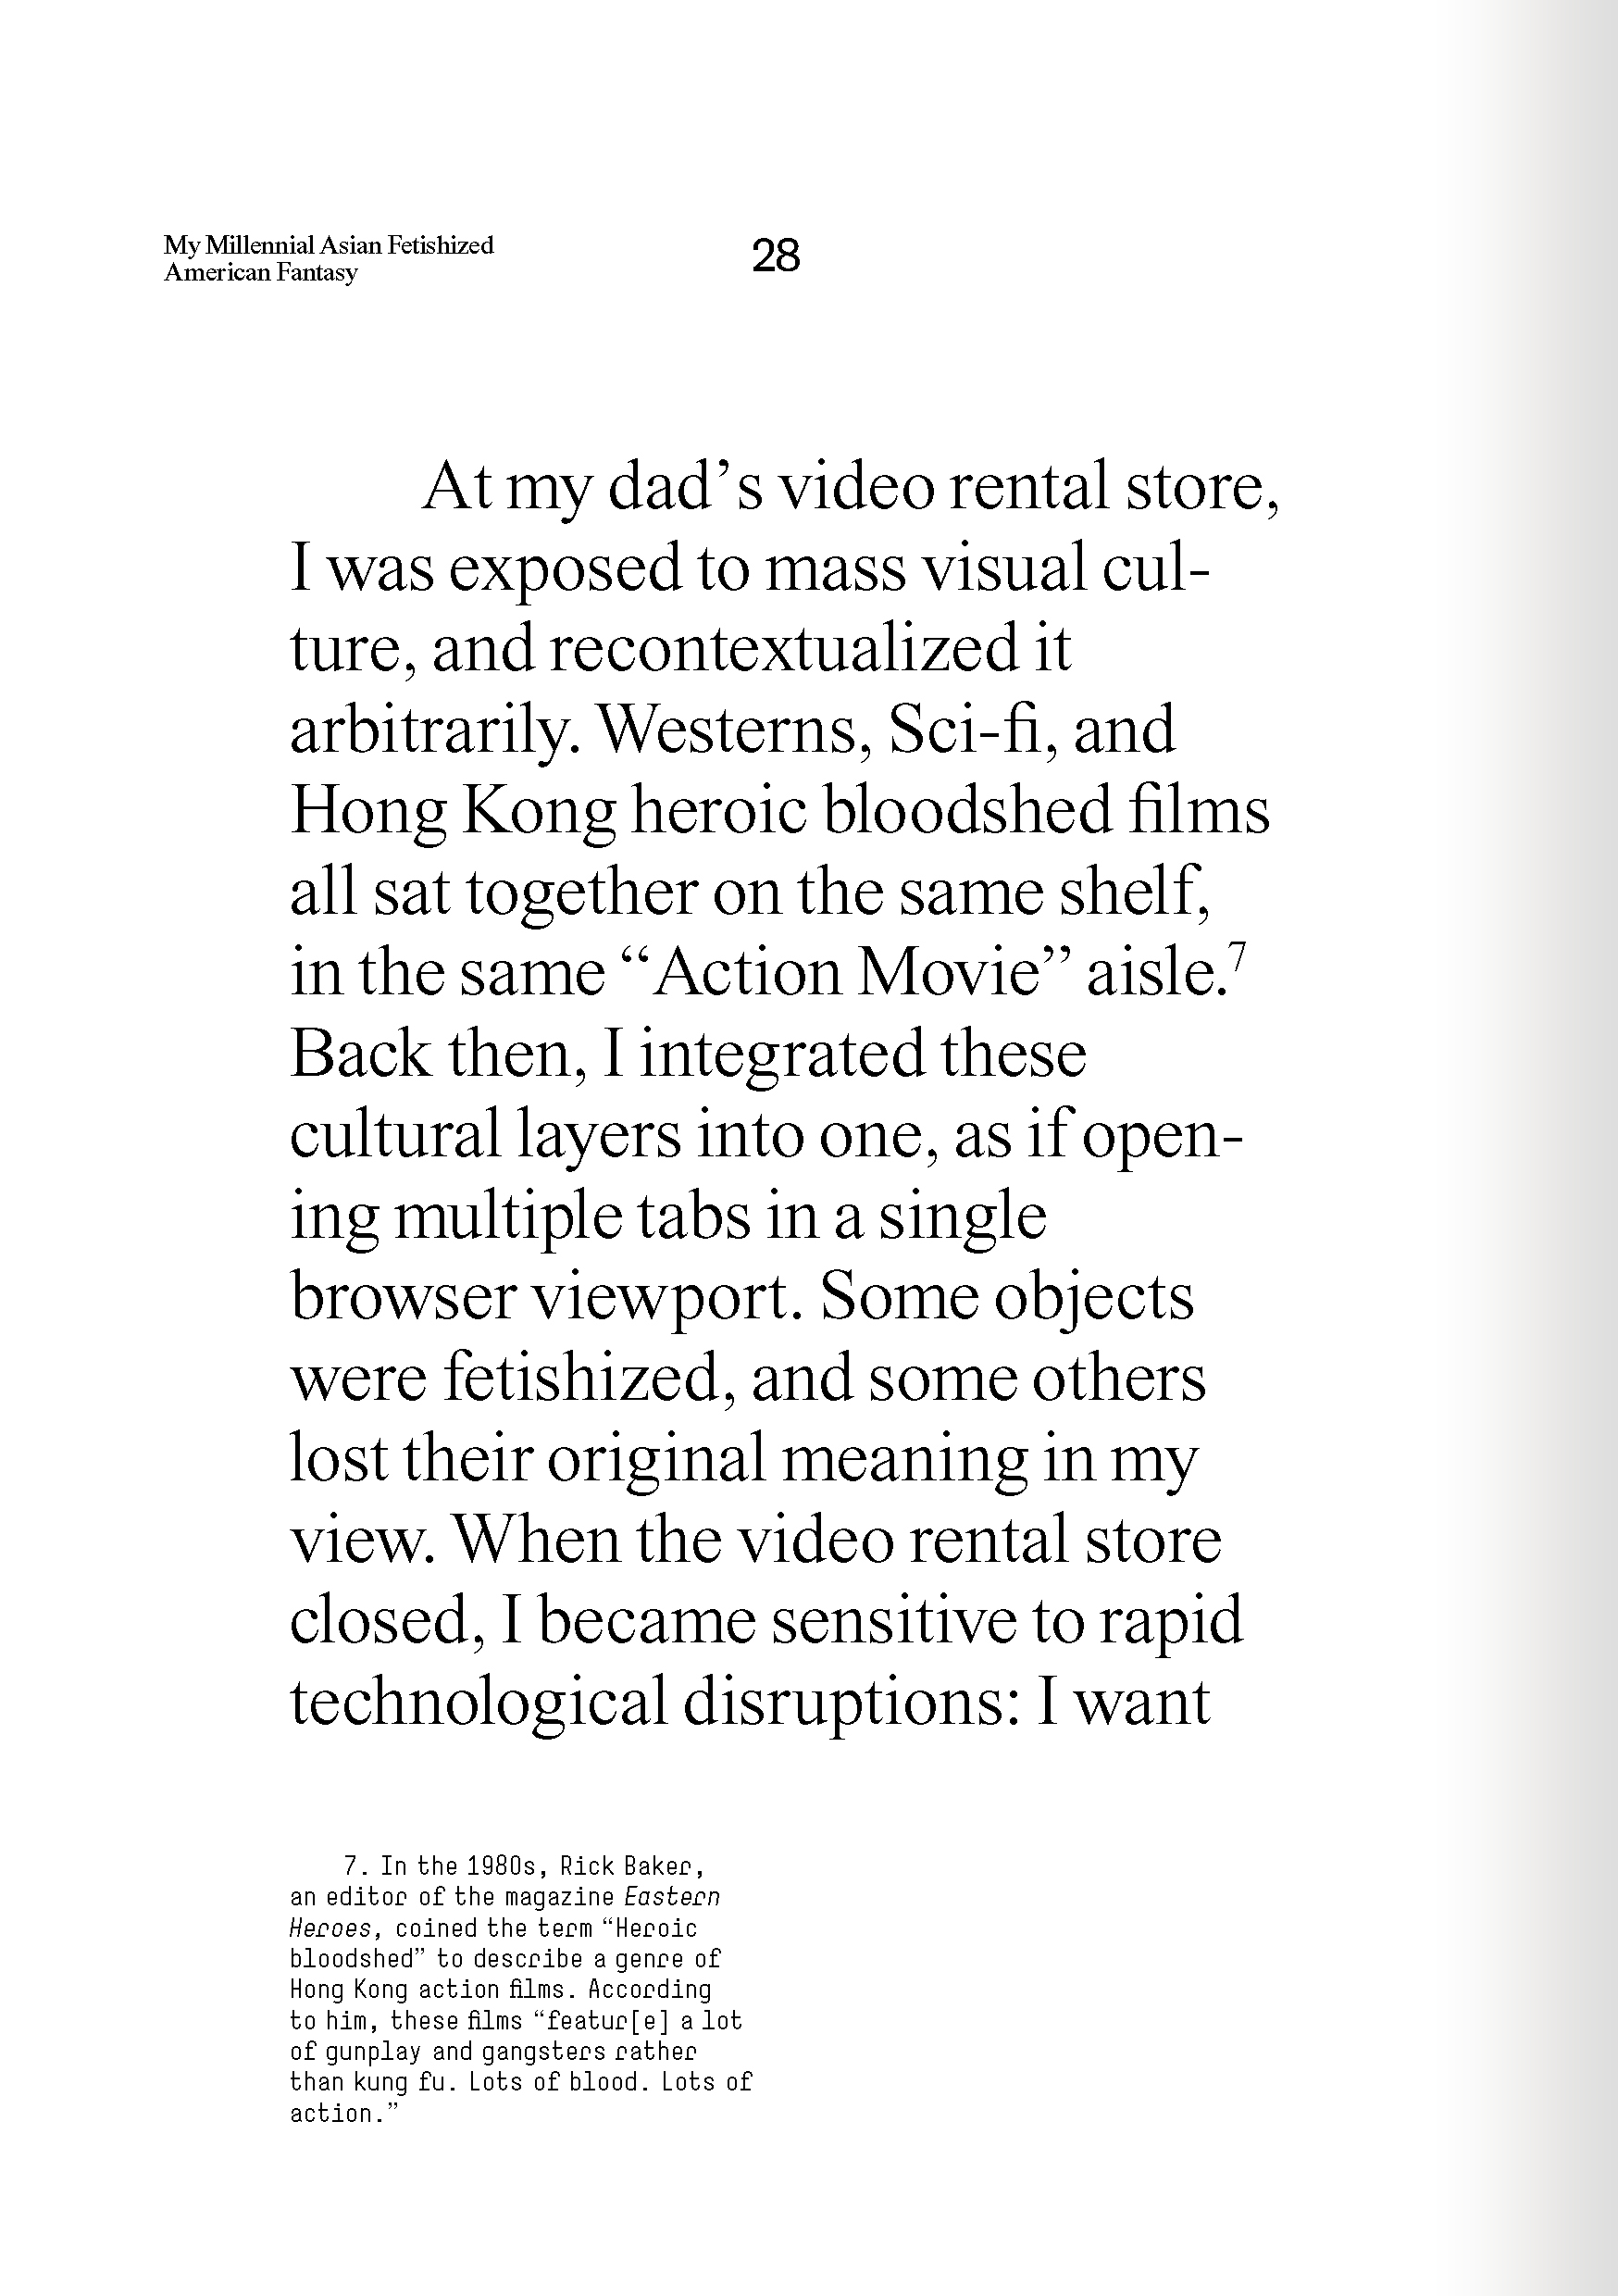 My Millennial Asian Fetishized
American Fantasy
28
At my dad’s video rental store,
I was exposed to mass visual cul-
ture, and recontextualized it
arbitrarily. Westerns, Sci-fi, and
Hong Kong heroic bloodshed films
all sat together on the same shelf,
in the same “Action Movie” aisle.7
Back then, I integrated these
cultural layers into one, as if open-
ing multiple tabs in a single
browser viewport. Some objects
were fetishized, and some others
lost their original meaning in my
view. When the video rental store
closed, I became sensitive to rapid
technological disruptions: I want
7. In the 1980s, Rick Baker,
an editor of the magazine Eastern
Heroes, coined the term “Heroic
bloodshed” to describe a genre of
Hong Kong action films. According
to him, these films “featur[e] a lot
of gunplay and gangsters rather
than kung fu. Lots of blood. Lots of
action.”